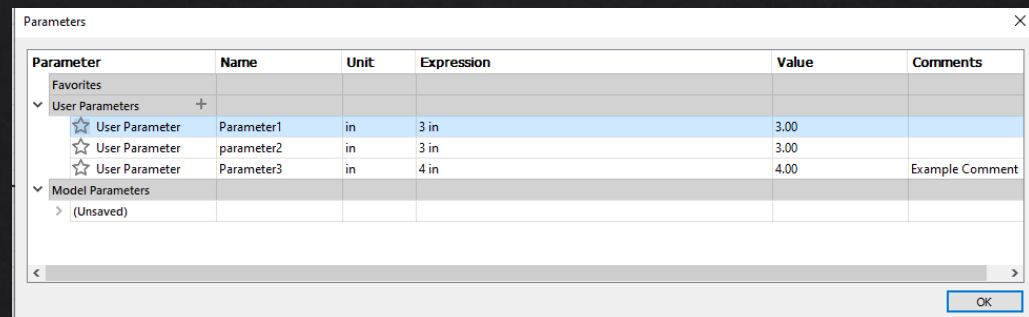 Parameters
Parameter Name Unit Expression Value Comments
Favorites
User Parameters +
User Parameter Parameter1 in 3 in 3.00
User Parameter parameter2 in 3 in 3.00
User Parameter Parameter3 in 4 in 4.00 Example Comment
Model Parameters
(Unsaved)
OK